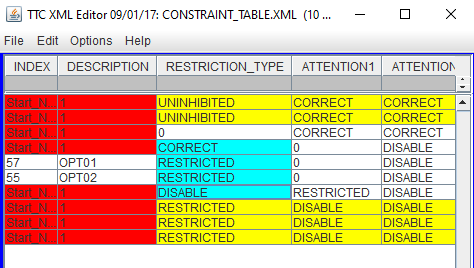 TTC XML Editor 09/01/17: CONSTRAINT_TABLE.XML (10
File Edit Options Help
INDEX DESCRIPTION RESTRICTION_TYPE ATTENTION1 ATTENTION
Start_N... 1 UNINHIBITED CORRECT CORRECT
Start_N... 1 UNINHIBITED CORRECT CORRECT
Start_N... 1 0 CORRECT CORRECT
Start_N... 1 CORRECT 0 DISABLE
57 OPT01 RESTRICTED 0 DISABLE
55 OPT02 RESTRICTED 0 DISABLE
Start_N... 1 DISABLE RESTRICTED DISABLE
Start_N... 1 RESTRICTED DISABLE DISABLE
Start_N... 1 RESTRICTED DISABLE DISABLE
Start_N... 1 RESTRICTED DISABLE DISABLE